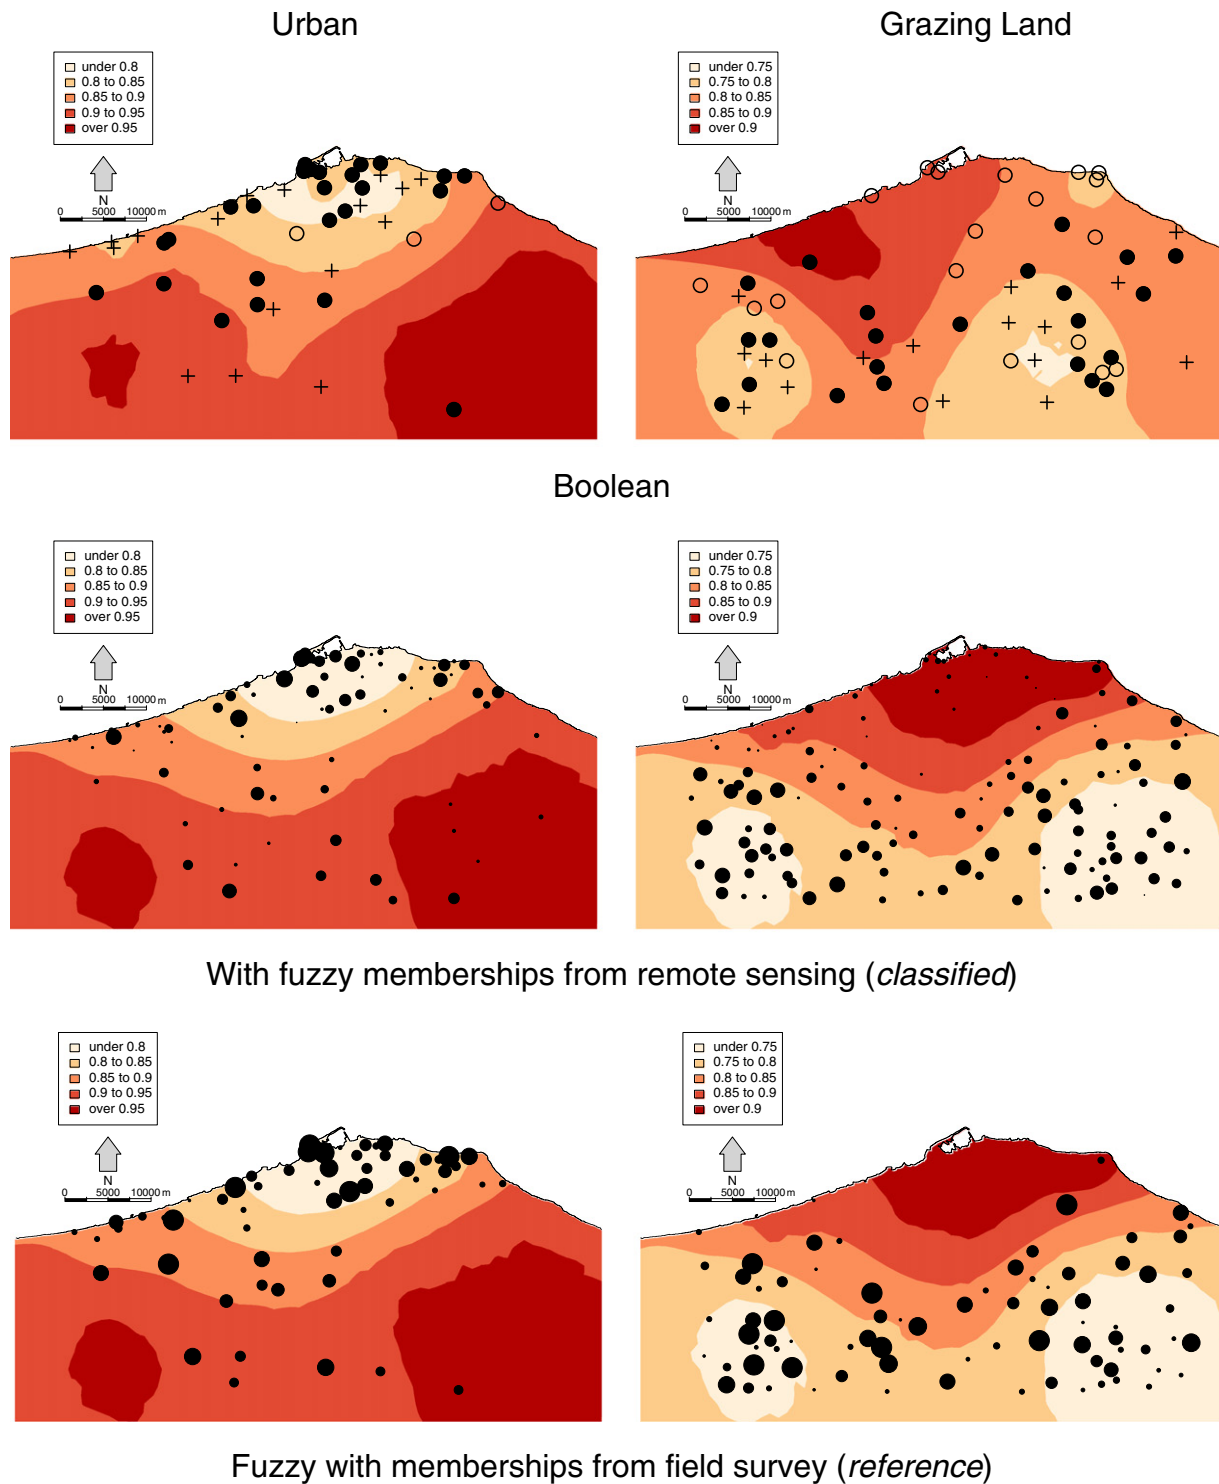 Urban
Grazing Land
under 0.8
0.8 to 0.85
0.85 to 0.9
0.9 to 0.95
over 0.95
N
0 5000 10000 m
under 0.75
0.75 to 0.8
0.8 to 0.85
0.85 to 0.9
over 0.9
N
0 5000 10000 m
Boolean
under 0.8
0.8 to 0.85
0.85 to 0.9
0.9 to 0.95
over 0.95
N
0 5000 10000 m
under 0.75
0.75 to 0.8
0.8 to 0.85
0.85 to 0.9
over 0.9
N
0 5000 10000 m
With fuzzy memberships from remote sensing (classified)
under 0.8
0.8 to 0.85
0.85 to 0.9
0.9 to 0.95
over 0.95
N
0 5000 10000 m
under 0.75
0.75 to 0.8
0.8 to 0.85
0.85 to 0.9
over 0.9
N
0 5000 10000 m
Fuzzy with memberships from field survey (reference)